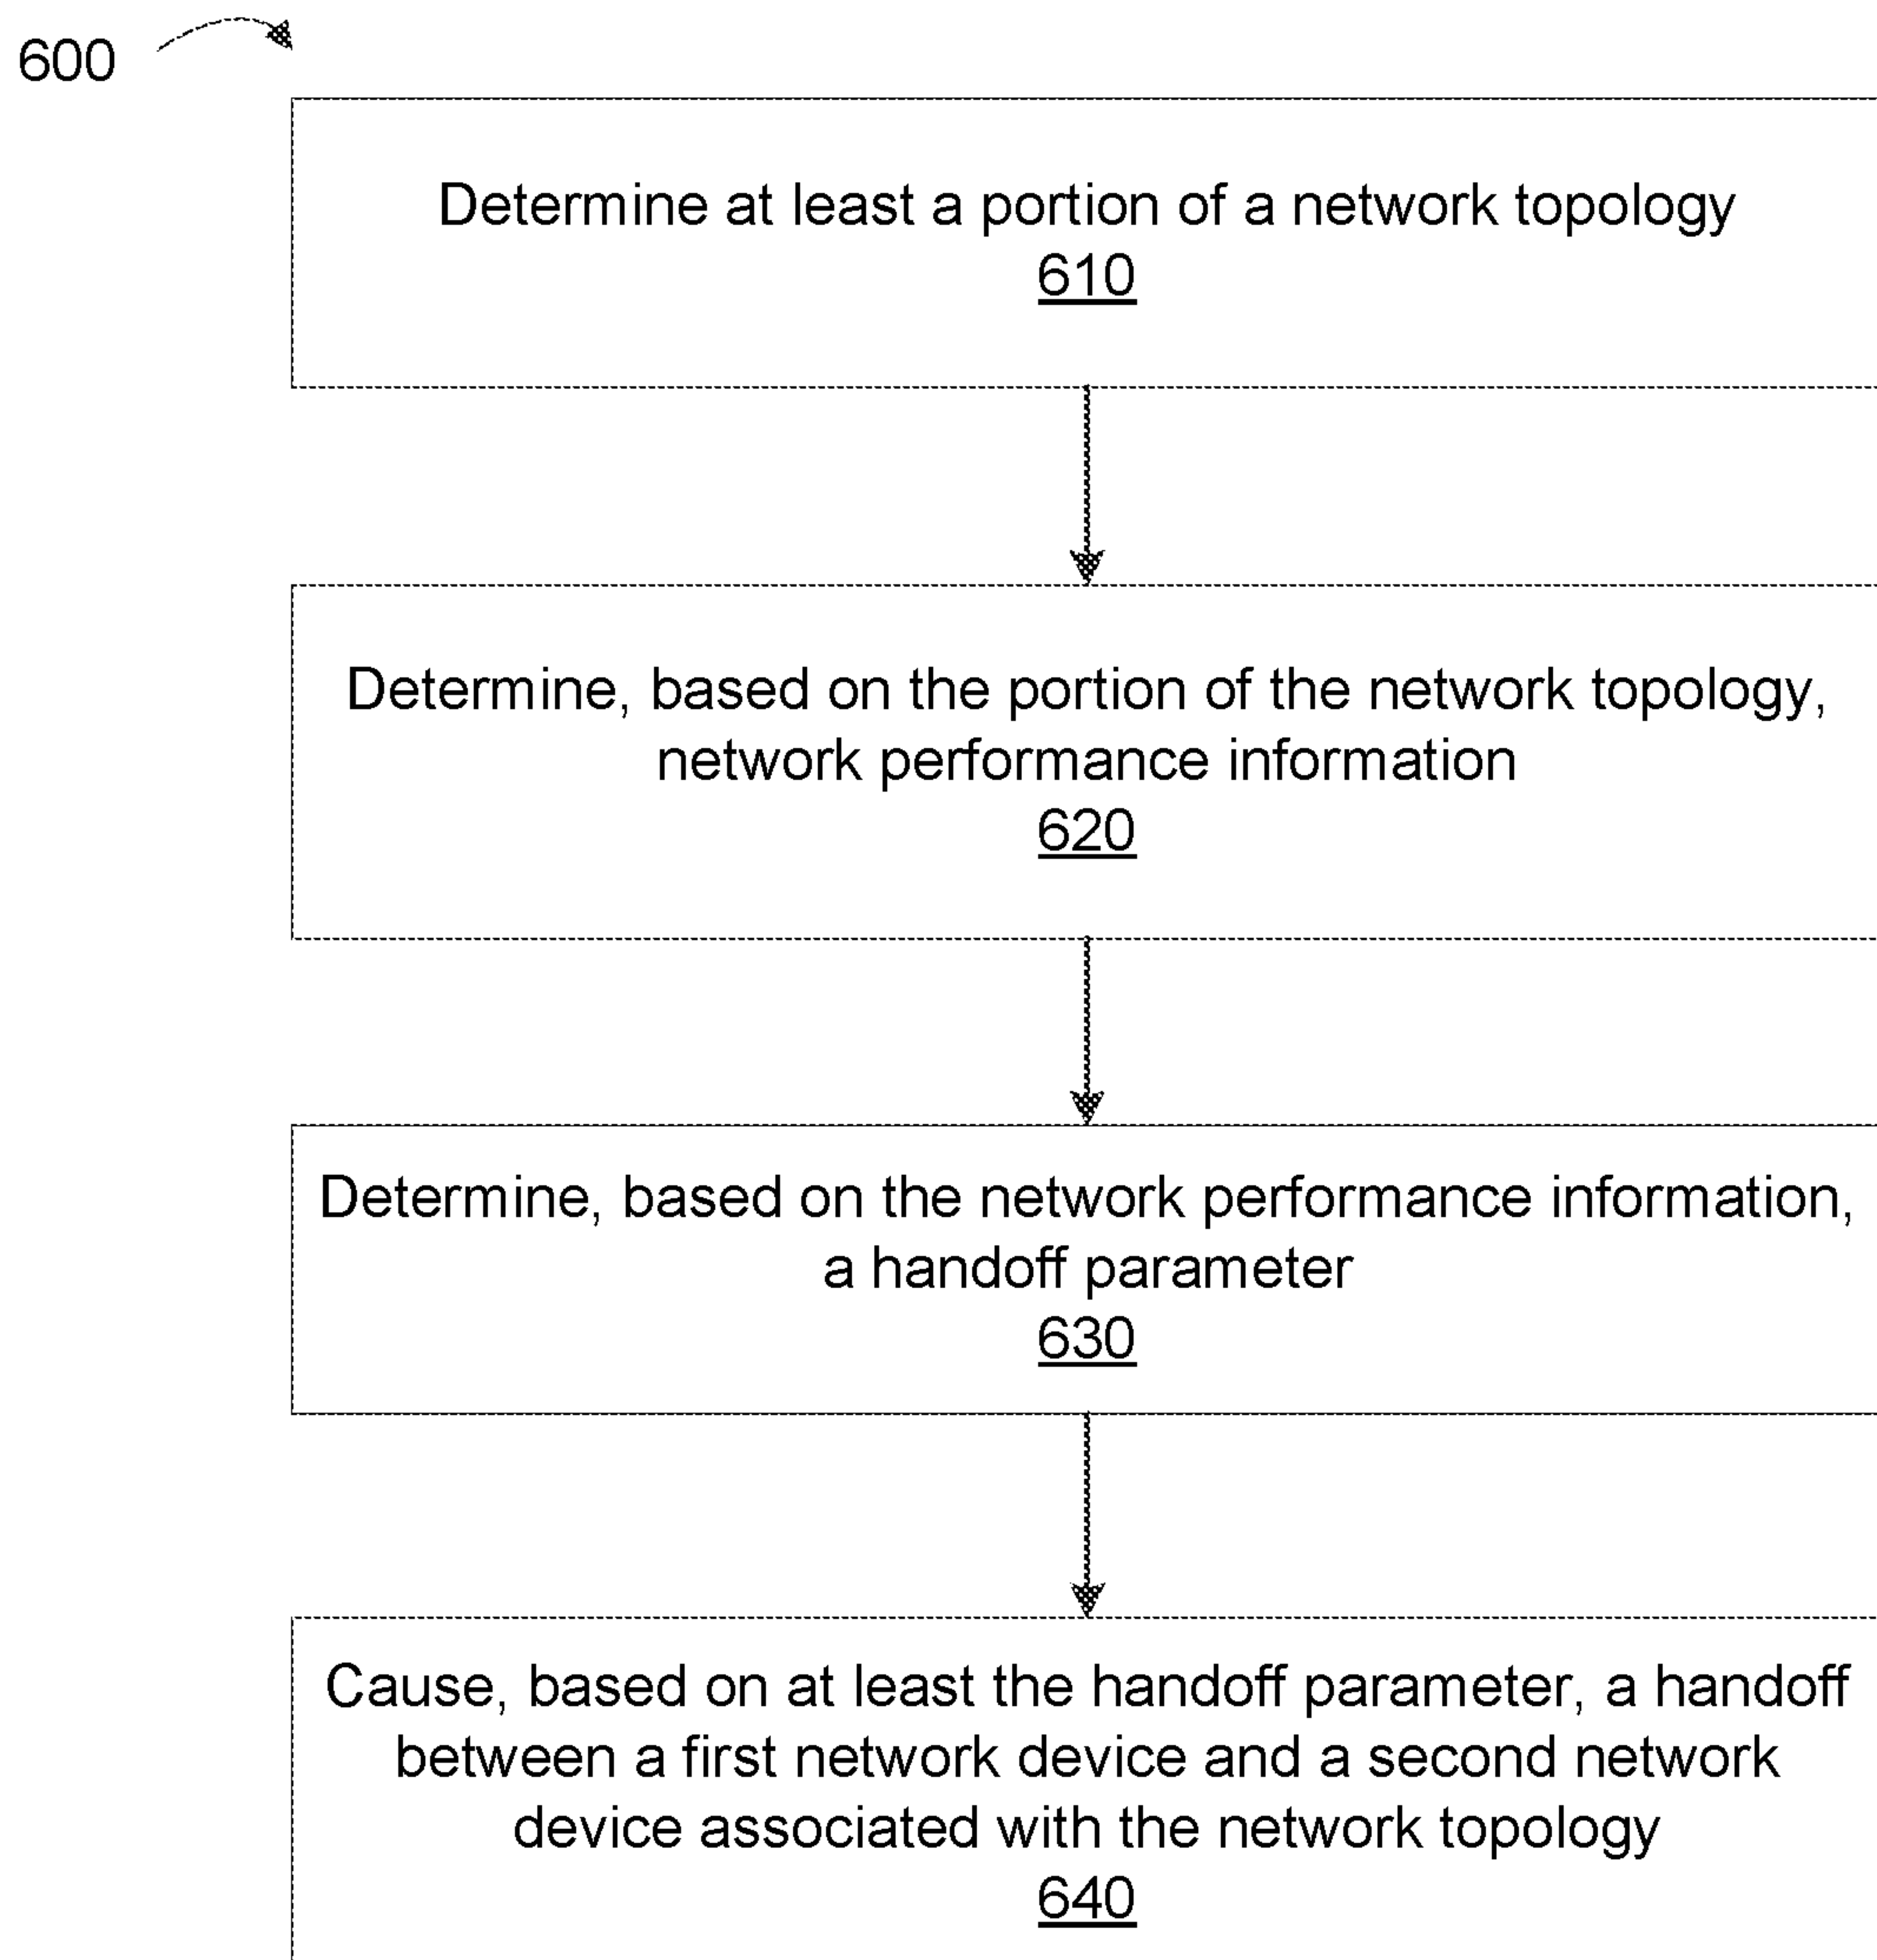 600
Determine at least a portion of a network topology
610
Determine, based on the portion of the network topology,
network performance information
620
Determine, based on the network performance information,
a handoff parameter
630
Cause, based on at least the handoff parameter, a handoff
between a first network device and a second network
device associated with the network topology
640